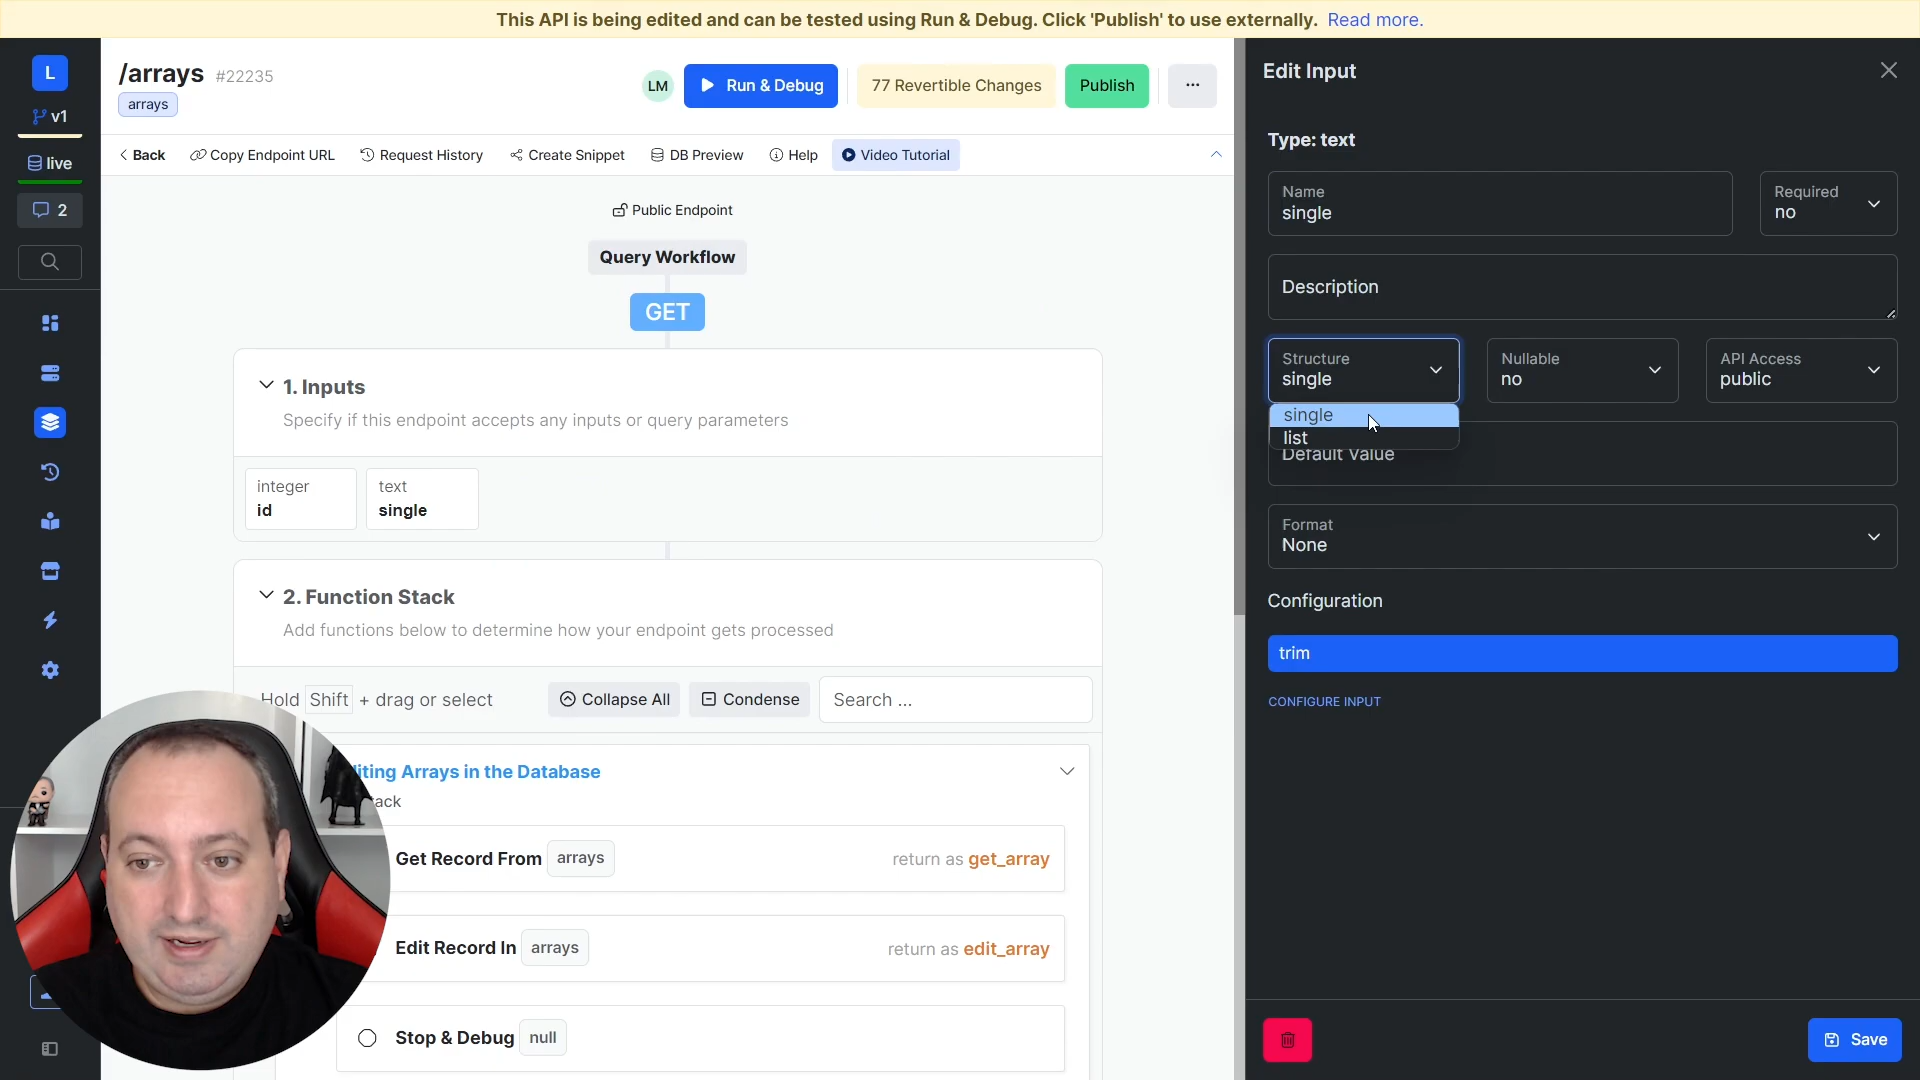 This API is being edited and can be tested using Run & Debug. Click 'Publish' to use externally. Read more.
L
v1
live
2
/arrays #22235
arrays
LM
Run & Debug
77 Revertible Changes
Publish
...
Back
Copy Endpoint URL
Request History
Create Snippet
DB Preview
Help
Video Tutorial
Public Endpoint
Query Workflow
GET
1. Inputs
Specify if this endpoint accepts any inputs or query parameters
integer
id
text
single
2. Function Stack
Add functions below to determine how your endpoint gets processed
Hold Shift + drag or select
Collapse All
Condense
Search ...
iting Arrays in the Database
tack
Get Record From arrays
return as get_array
Edit Record In arrays
return as edit_array
Stop & Debug null
Edit Input
Type: text
Name
single
Required
no
Description
Structure
single
Nullable
no
API Access
public
single
list
Default Value
Format
None
Configuration
trim
CONFIGURE INPUT
Save